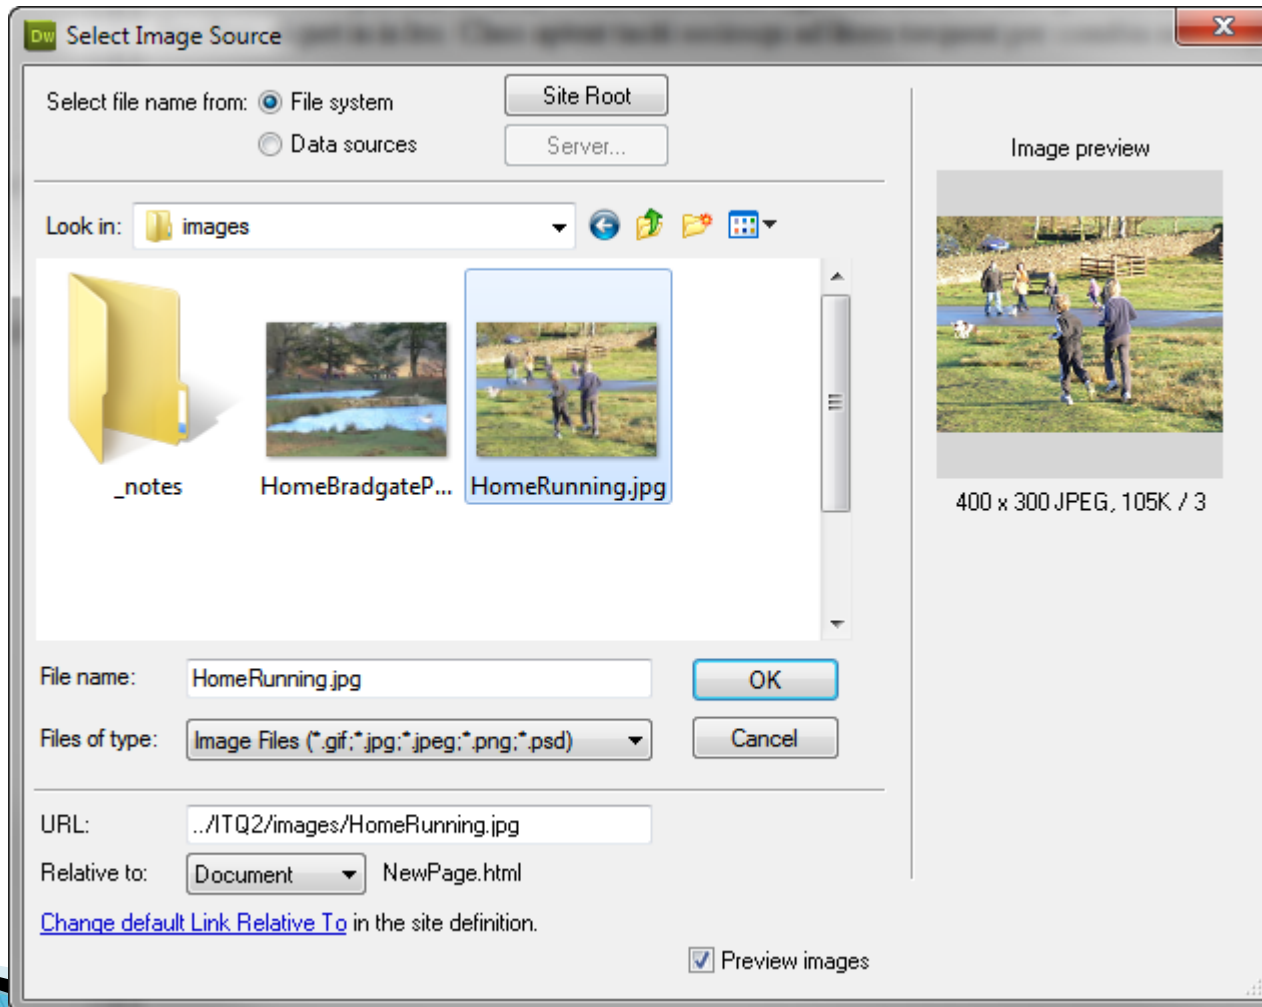 Dw Select Image Source
Select file name from: File system Site Root
Data sources Server...
Look in: images
_notes HomeBradgateP... HomeRunning.jpg
File name: HomeRunning.jpg OK
Files of type: Image Files (*.gif;*.jpg;*.jpeg;*.png;*.psd) Cancel
URL: ../ITQ2/images/HomeRunning.jpg
Relative to: Document NewPage.html
Change default Link Relative To in the site definition.
Preview images
Image preview
400 x 300 JPEG, 105K / 3